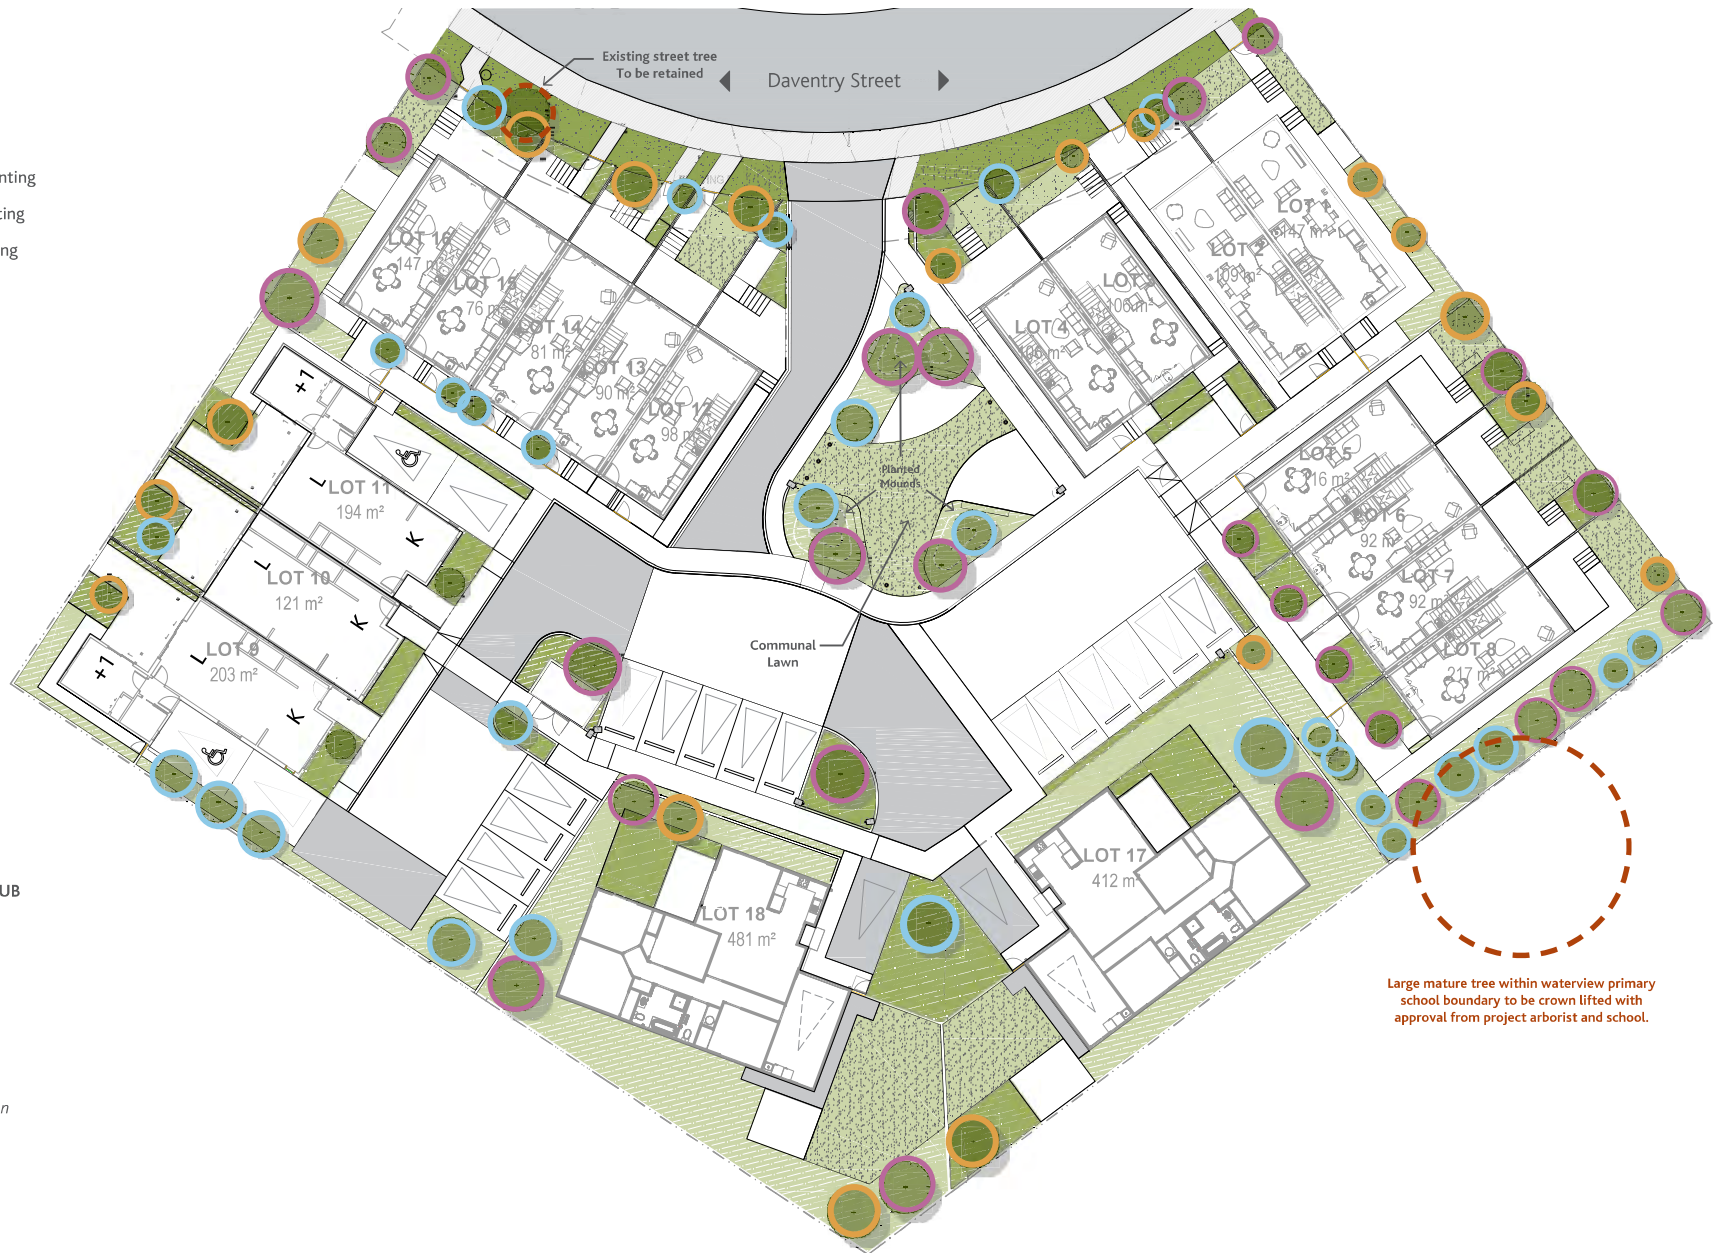 Existing street tree
To be retained
Daventry Street
nting
ting
ng
LOT 1
147 m²
LOT 2
109 m²
LOT 16
147 m
LOT 15
76 m
LOT 14
81 m²
LOT 13
90 m²
LOT 17
98 m
LOT 3
106 m²
LOT 4
106 m²
+1
Planted
Mounds
LOT 5
116 m²
LOT 6
92 m
LOT 7
92 m²
LOT 8
217 m²
L
LOT 11
194 m²
K
L
LOT 10
121 m²
K
L
LOT 9
203 m²
K
+1
Communal
Lawn
LOT 17
412 m²
LOT 18
481 m²
UB
Large mature tree within waterview primary
school boundary to be crown lifted with
approval from project arborist and school.
n